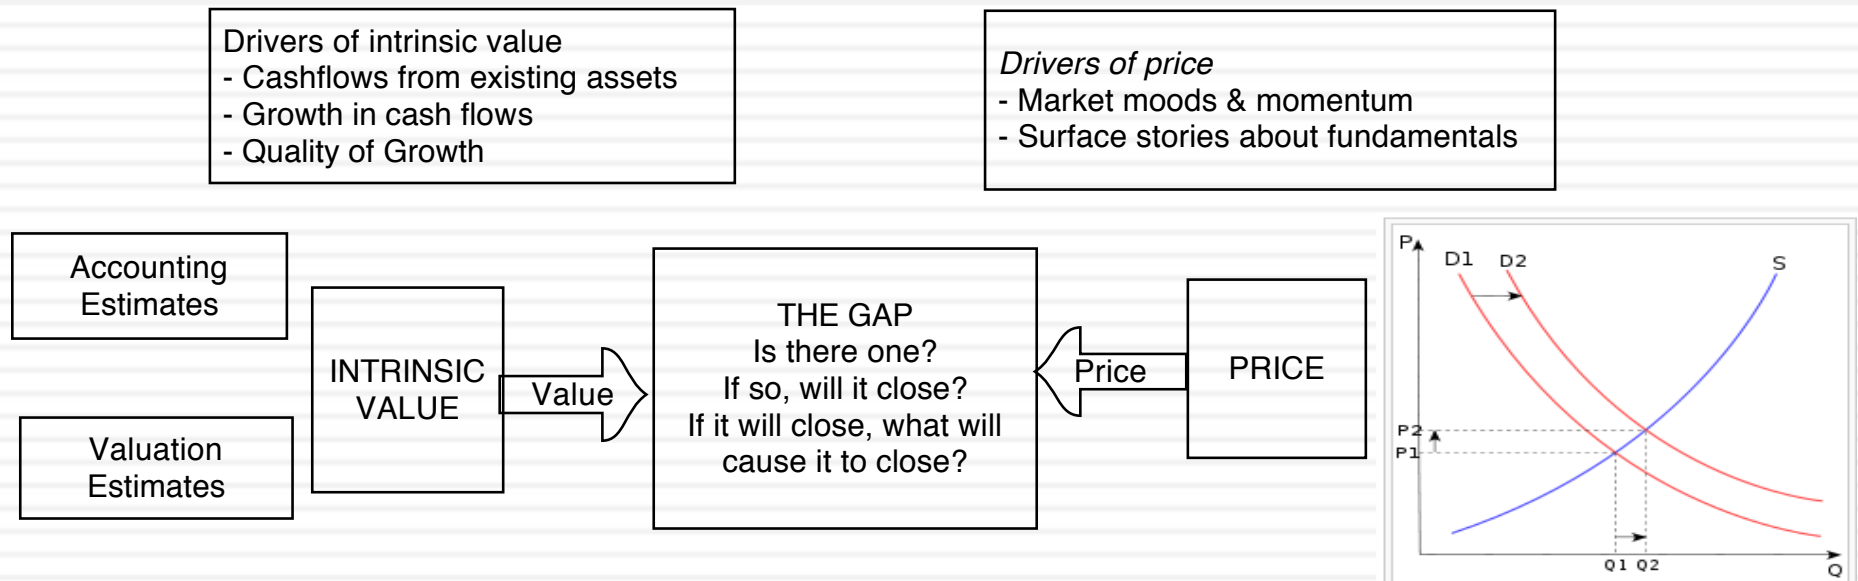 Drivers of intrinsic value
- Cashflows from existing assets
- Growth in cash flows
- Quality of Growth
Drivers of price
- Market moods & momentum
- Surface stories about fundamentals
Accounting
Estimates
Valuation
Estimates
INTRINSIC
VALUE
Value
THE GAP
Is there one?
If so, will it close?
If it will close, what will
cause it to close?
Price
PRICE
P
D1
D2
S
P2
P1
Q1
Q2
Q